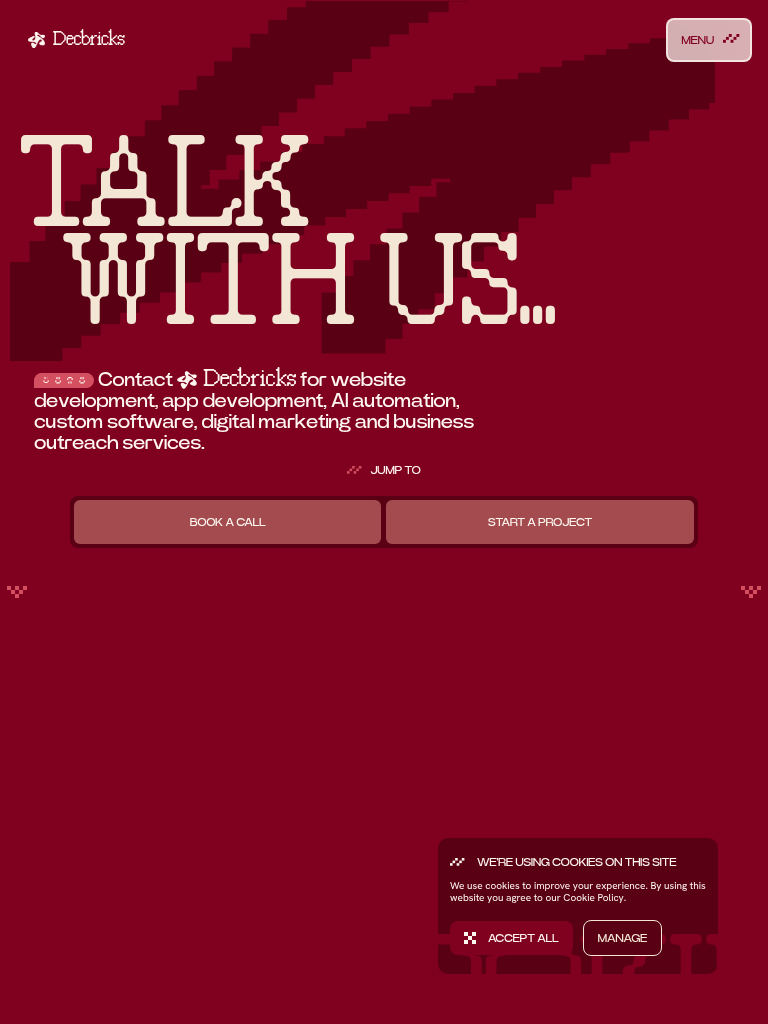 Decbricks
MENU
TALK
WITH US...
Contact Decbricks for website
development, app development, AI automation,
custom software, digital marketing and business
outreach services.
JUMP TO
BOOK A CALL
START A PROJECT
WE'RE USING COOKIES ON THIS SITE
We use cookies to improve your experience. By using this
website you agree to our Cookie Policy.
ACCEPT ALL
MANAGE